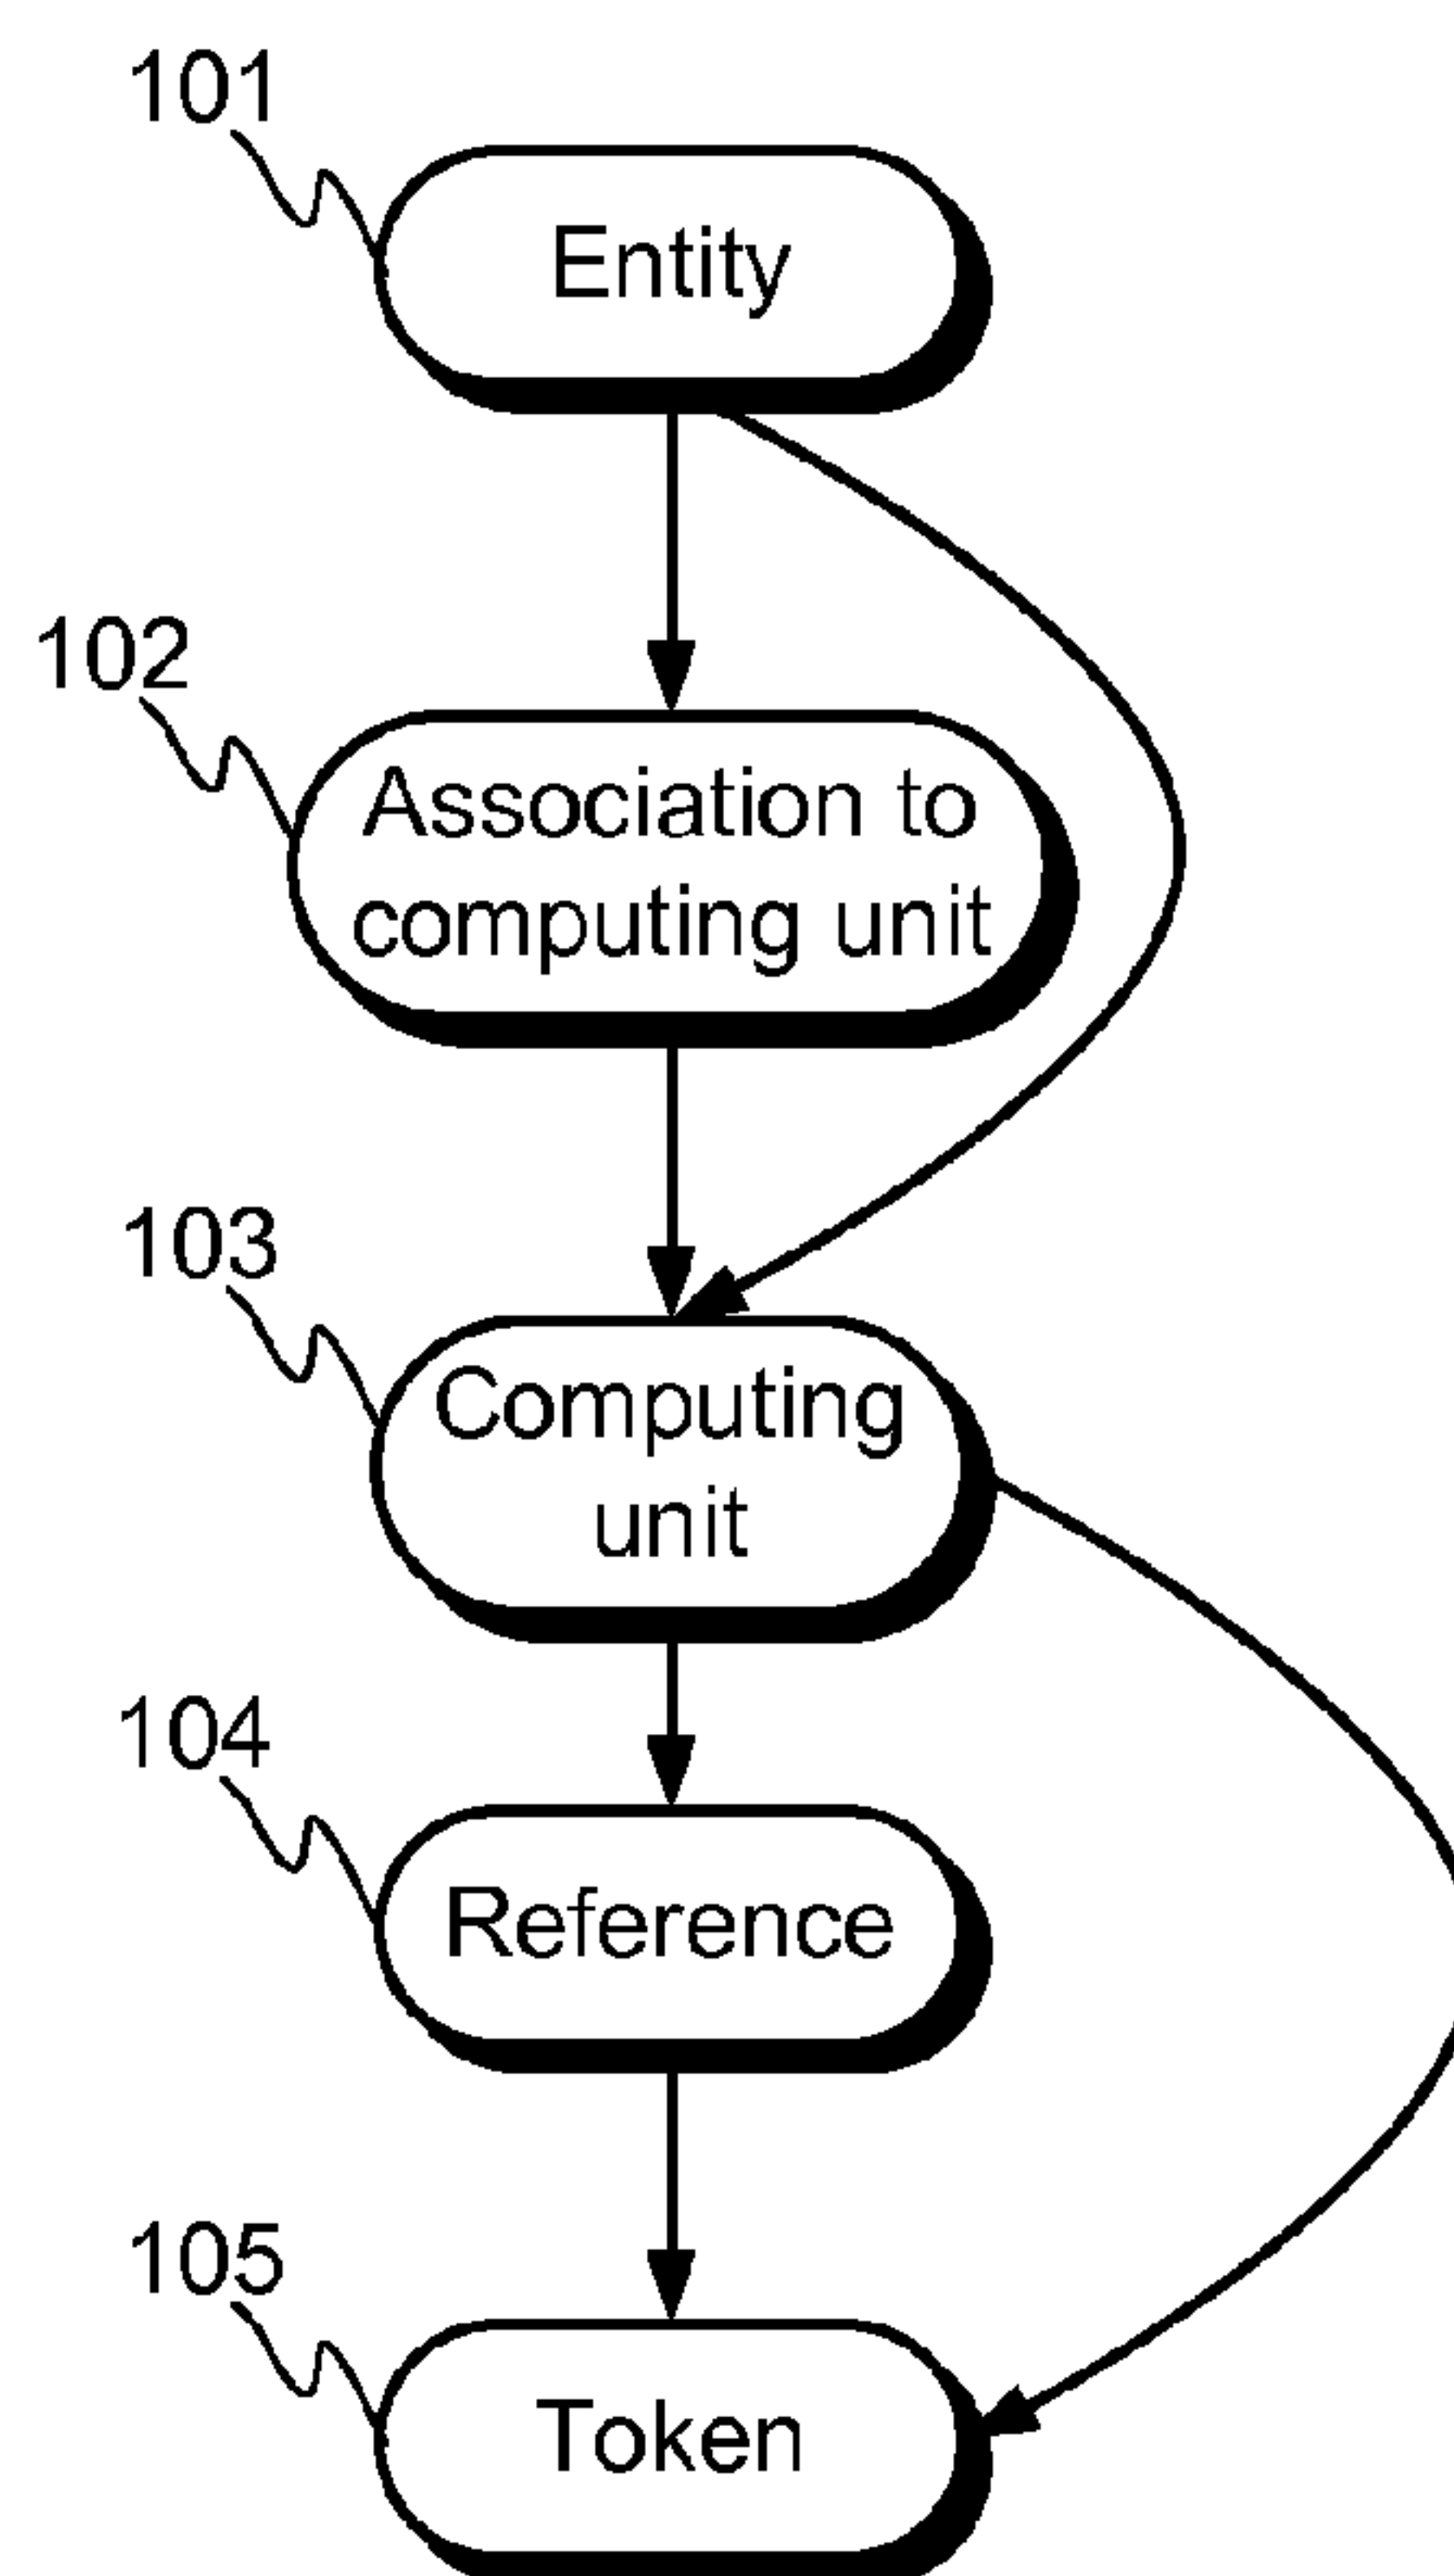 101
Entity
102
Association to
computing unit
103
Computing
unit
104
Reference
105
Token